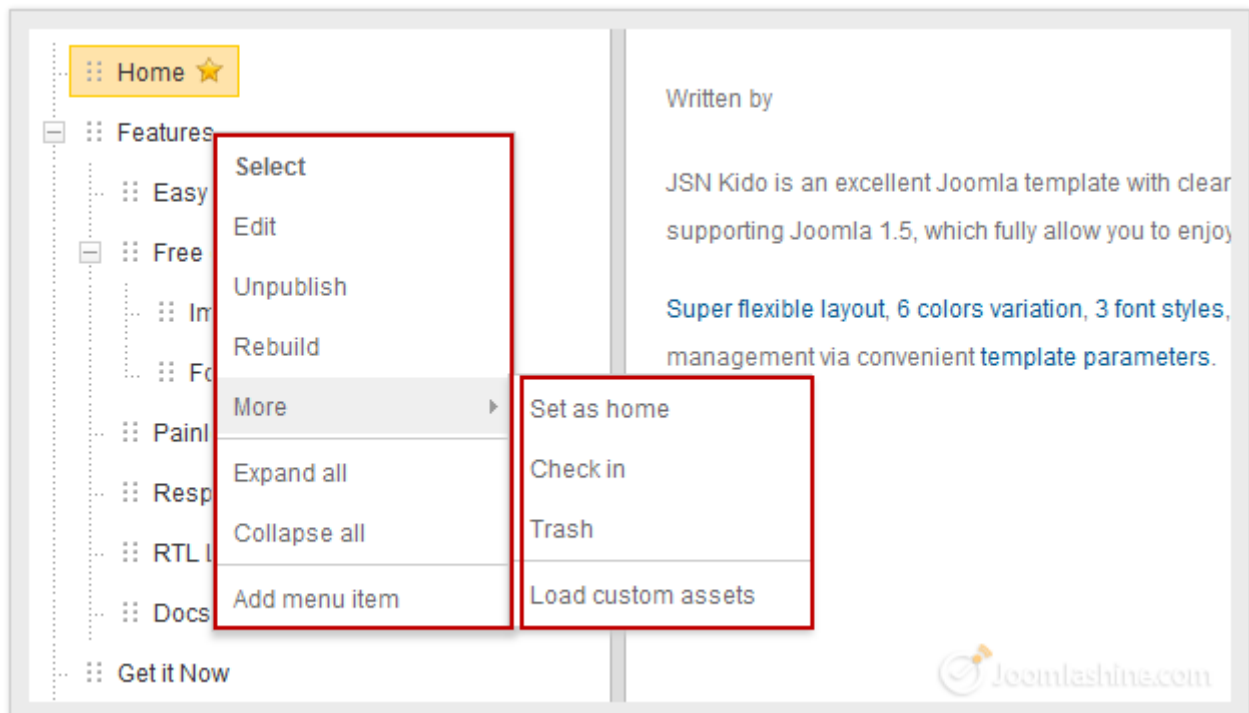 Home
Features
Easy
Free
Im
Fo
Painl
Resp
RTL L
Docs
Get it Now
Select
Edit
Unpublish
Rebuild
More
Expand all
Collapse all
Add menu item
Set as home
Check in
Trash
Load custom assets
Written by
JSN Kido is an excellent Joomla template with clear
supporting Joomla 1.5, which fully allow you to enjoy
Super flexible layout, 6 colors variation, 3 font styles,
management via convenient template parameters.
Joomlashine.com